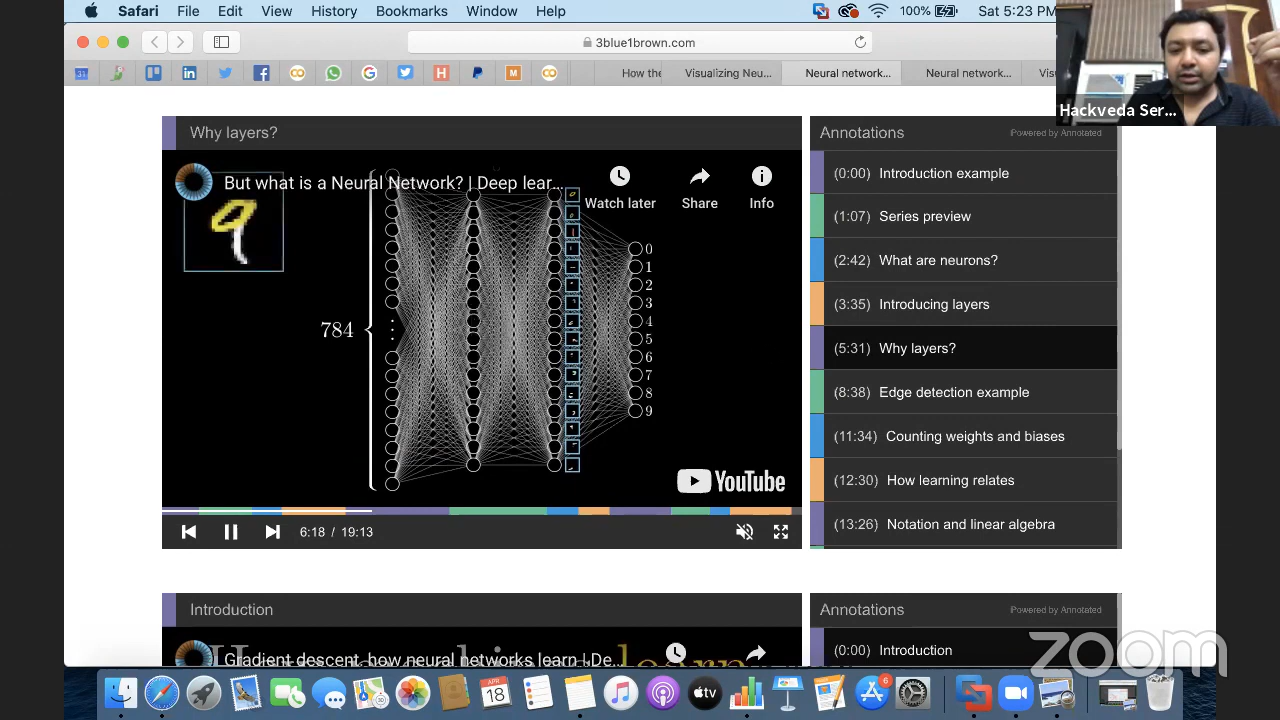 Safari File Edit View History Bookmarks Window Help 100% Sat 5:23 PM
3blue1brown.com
How the Visualizing Neu... Neural network... Neural network...
Hackveda Ser...
Why layers?
But what is a Neural Network? | Deep lear...
Watch later Share Info
784
0
1
2
3
4
5
6
7
8
9
YouTube
6:18 / 19:13
Annotations Powered by Annotated
(0:00) Introduction example
(1:07) Series preview
(2:42) What are neurons?
(3:35) Introducing layers
(5:31) Why layers?
(8:38) Edge detection example
(11:34) Counting weights and biases
(12:30) How learning relates
(13:26) Notation and linear algebra
Introduction
Gradient descent, how neural networks learn | De...
Annotations Powered by Annotated
(0:00) Introduction
zoom
APR
18
tv
6